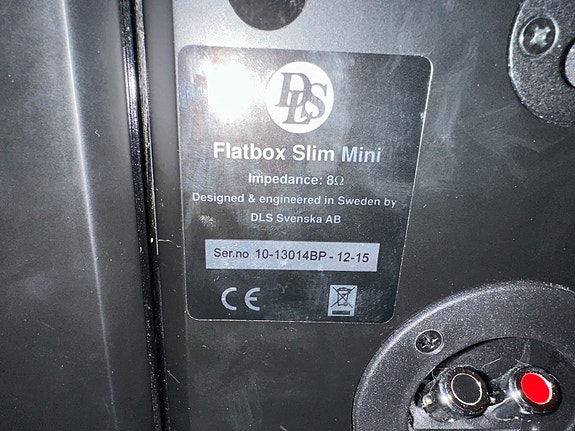 DLS
Flatbox Slim Mini
Impedance: 8Ω
Designed & engineered in Sweden by
DLS Svenska AB
Ser.no 10-13014BP - 12-15
CE